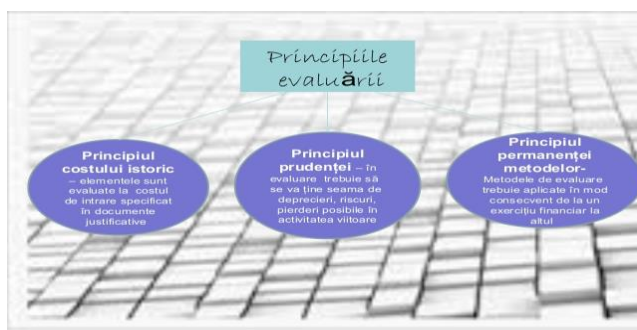 Principiile
evaluării
Principiul
costului istoric
– elementele sunt
evaluate la costul
de intrare specificat
în documente
justificative
Principiul
prudenței – în
evaluare trebuie să
se va ține seama de
deprecieri, riscuri,
pierderi posibile în
activitatea viitoare
Principiul
permanenței
metodelor-
Metodele de evaluare
trebuie aplicate în mod
consecvent de la un
exercițiu financiar la
altul